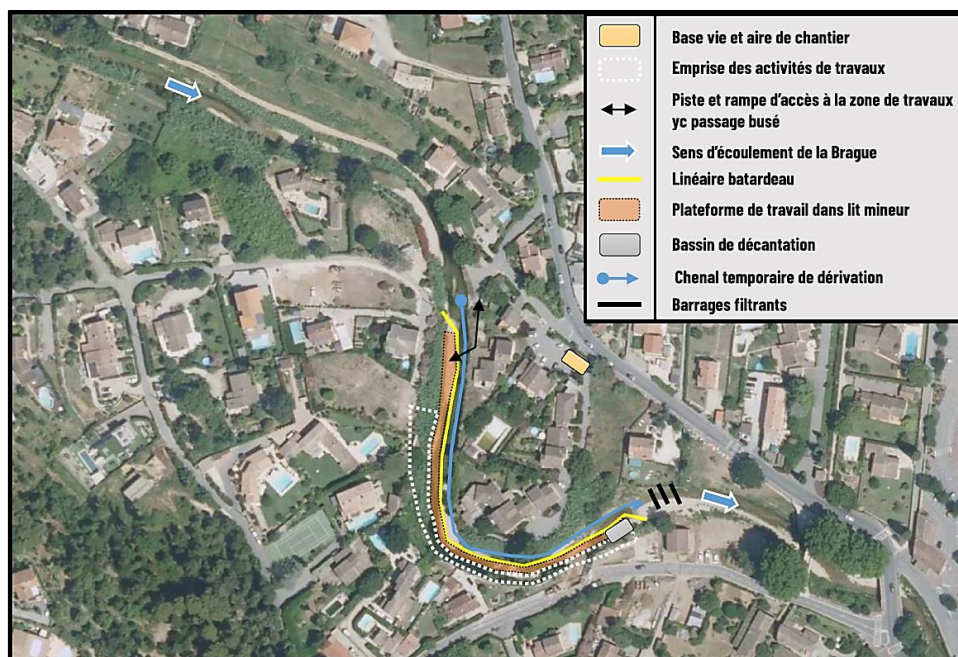 Base vie et aire de chantier
Emprise des activités de travaux
Piste et rampe d'accès à la zone de travaux
yc passage busé
Sens d'écoulement de la Brague
Linéaire batardeau
Plateforme de travail dans lit mineur
Bassin de décantation
Chenal temporaire de dérivation
Barrages filtrants